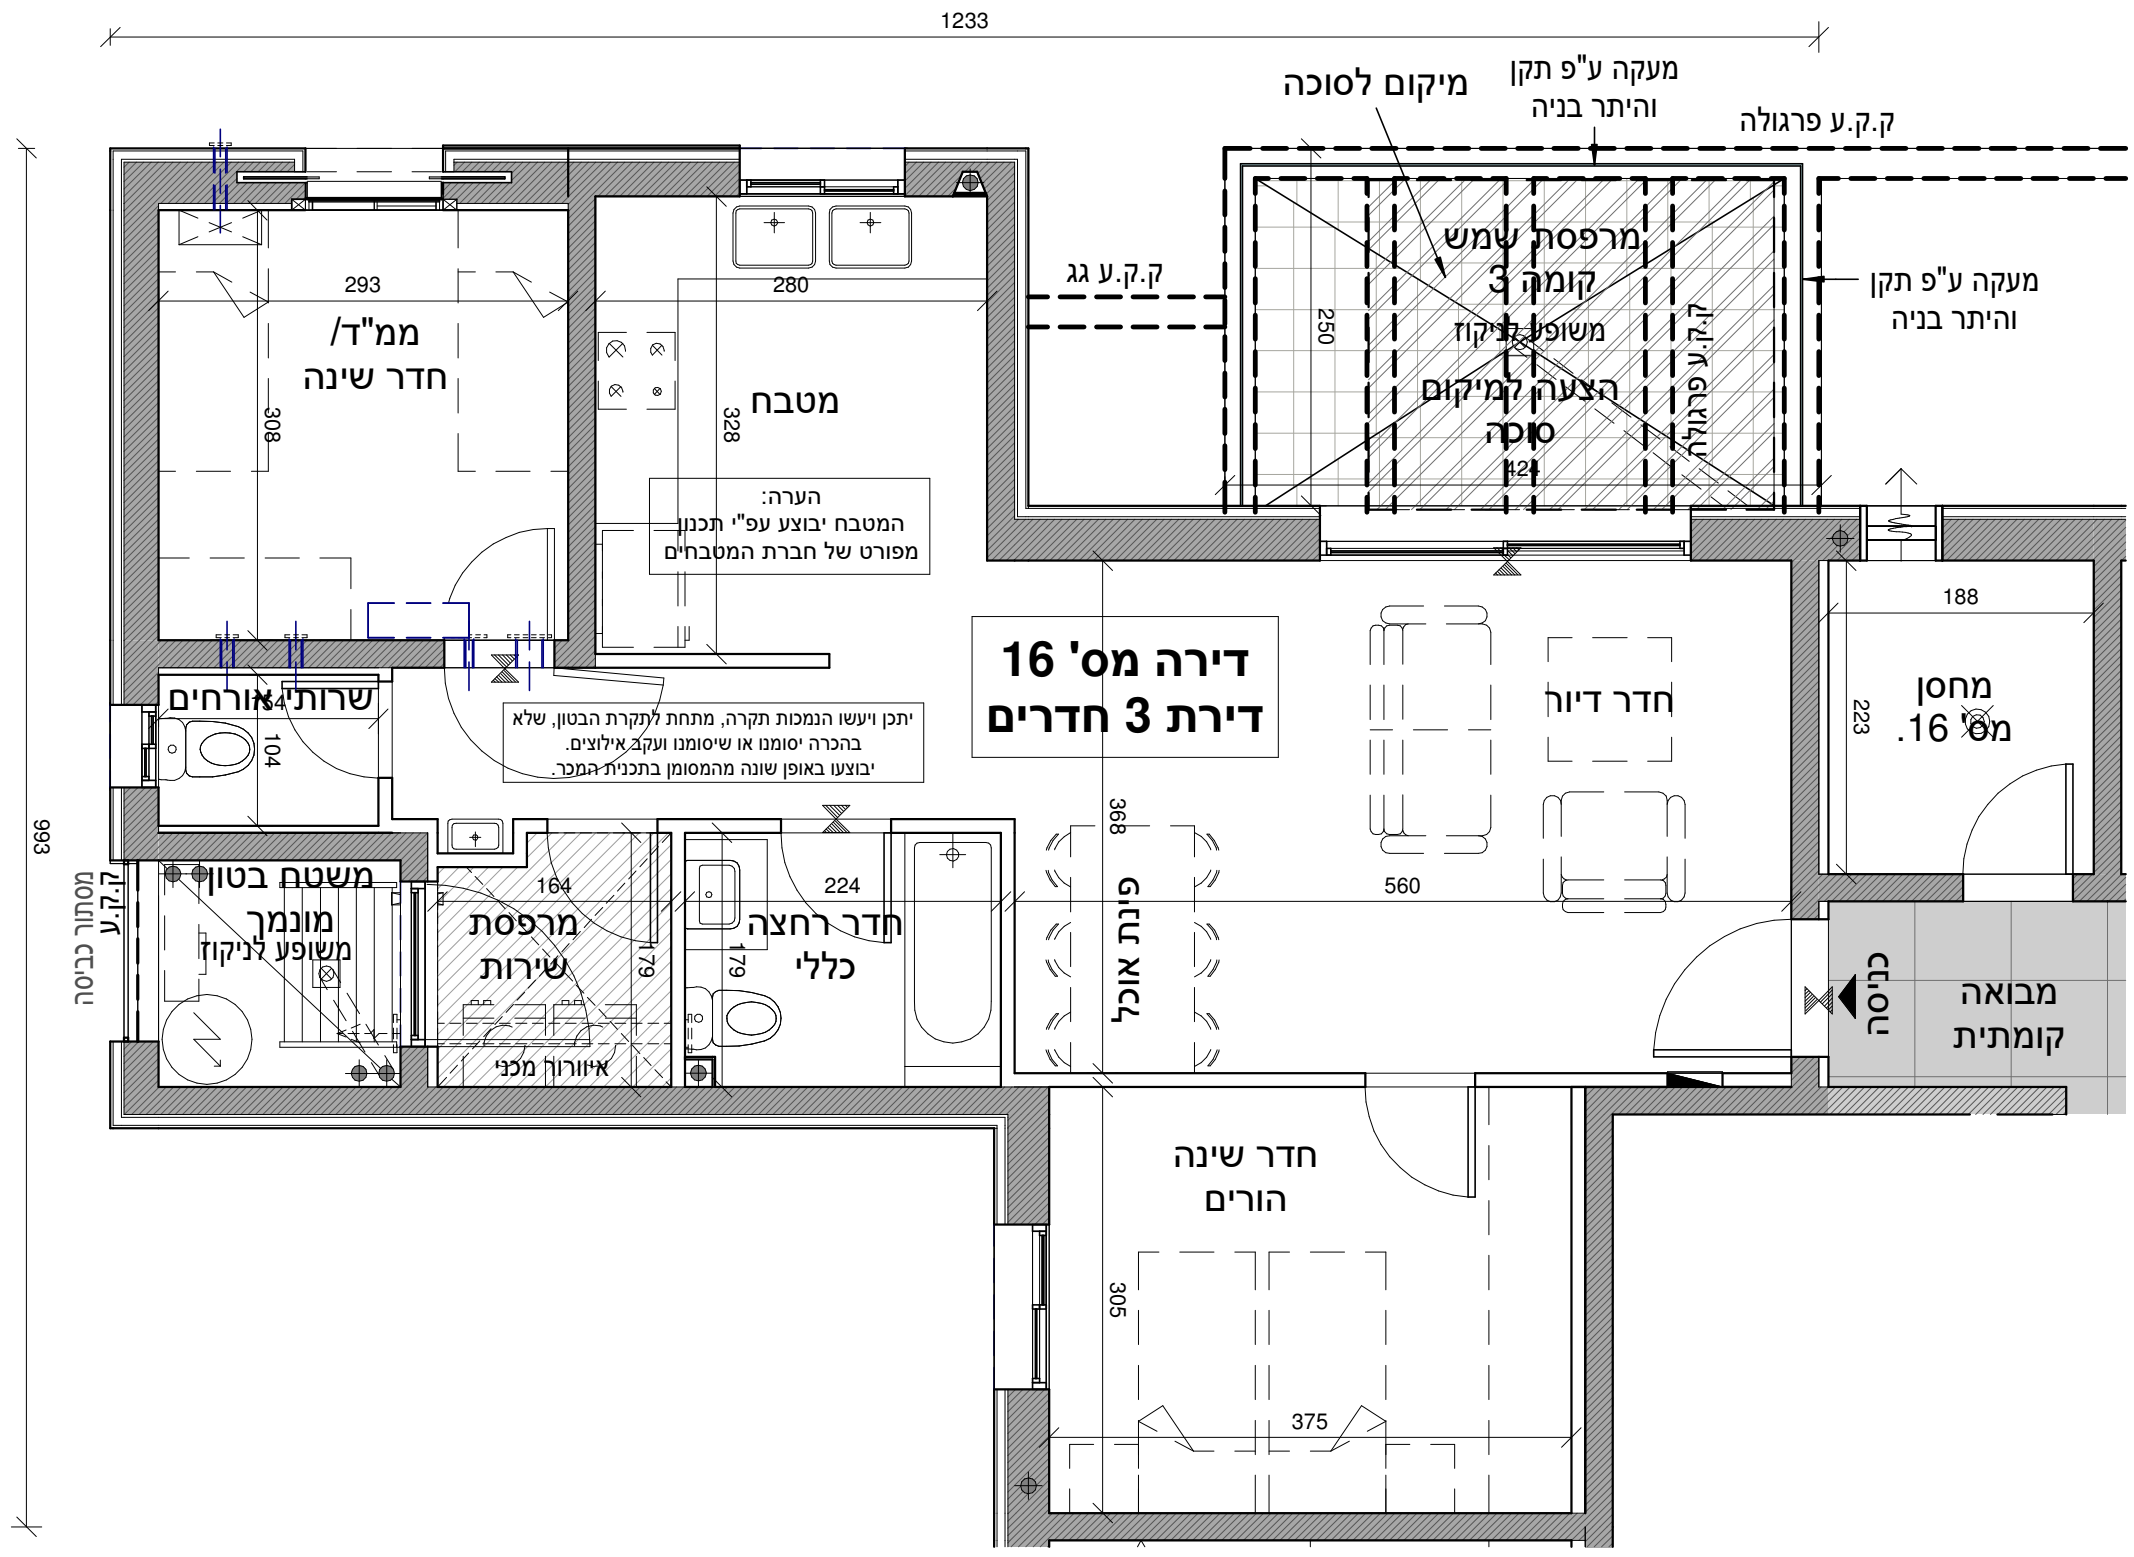 1233
מעקה ע"פ תקן
והיתר בניה
מיקום לסוכה
ק.ק.ע פרגולה
ק.ק.ע גג
מרפסת שמש
קומה 3
משופע לניקוז
הצעה למיקום
סוכה
ק.ק.ע פרגולה
250
424
מעקה ע"פ תקן
והיתר בניה
293
ממ"ד/
חדר שינה
308
280
מטבח
328
הערה:
המטבח יבוצע עפ"י תכנון
מפורט של חברת המטבחים
דירה מס' 16
דירת 3 חדרים
חדר דיור
188
מחסן
מס' 16.
223
שרותי אורחים
154
104
יתכן ויעשו הנמכות תקרה, מתחת לתקרת הבטון, שלא
בהכרה יסומנו או שיסומנו ועקב אילוצים.
יבוצעו באופן שונה מהמסומן בתכנית המכר.
368
993
מסתור כביסה
ק.ק.ע
משטח בטון
מונמך
משופע לניקוז
164
מרפסת
שירות
179
איוורור מכני
224
חדר רחצה
כללי
179
פינת אוכל
560
כניסה
מבואה
קומתית
חדר שינה
הורים
305
375